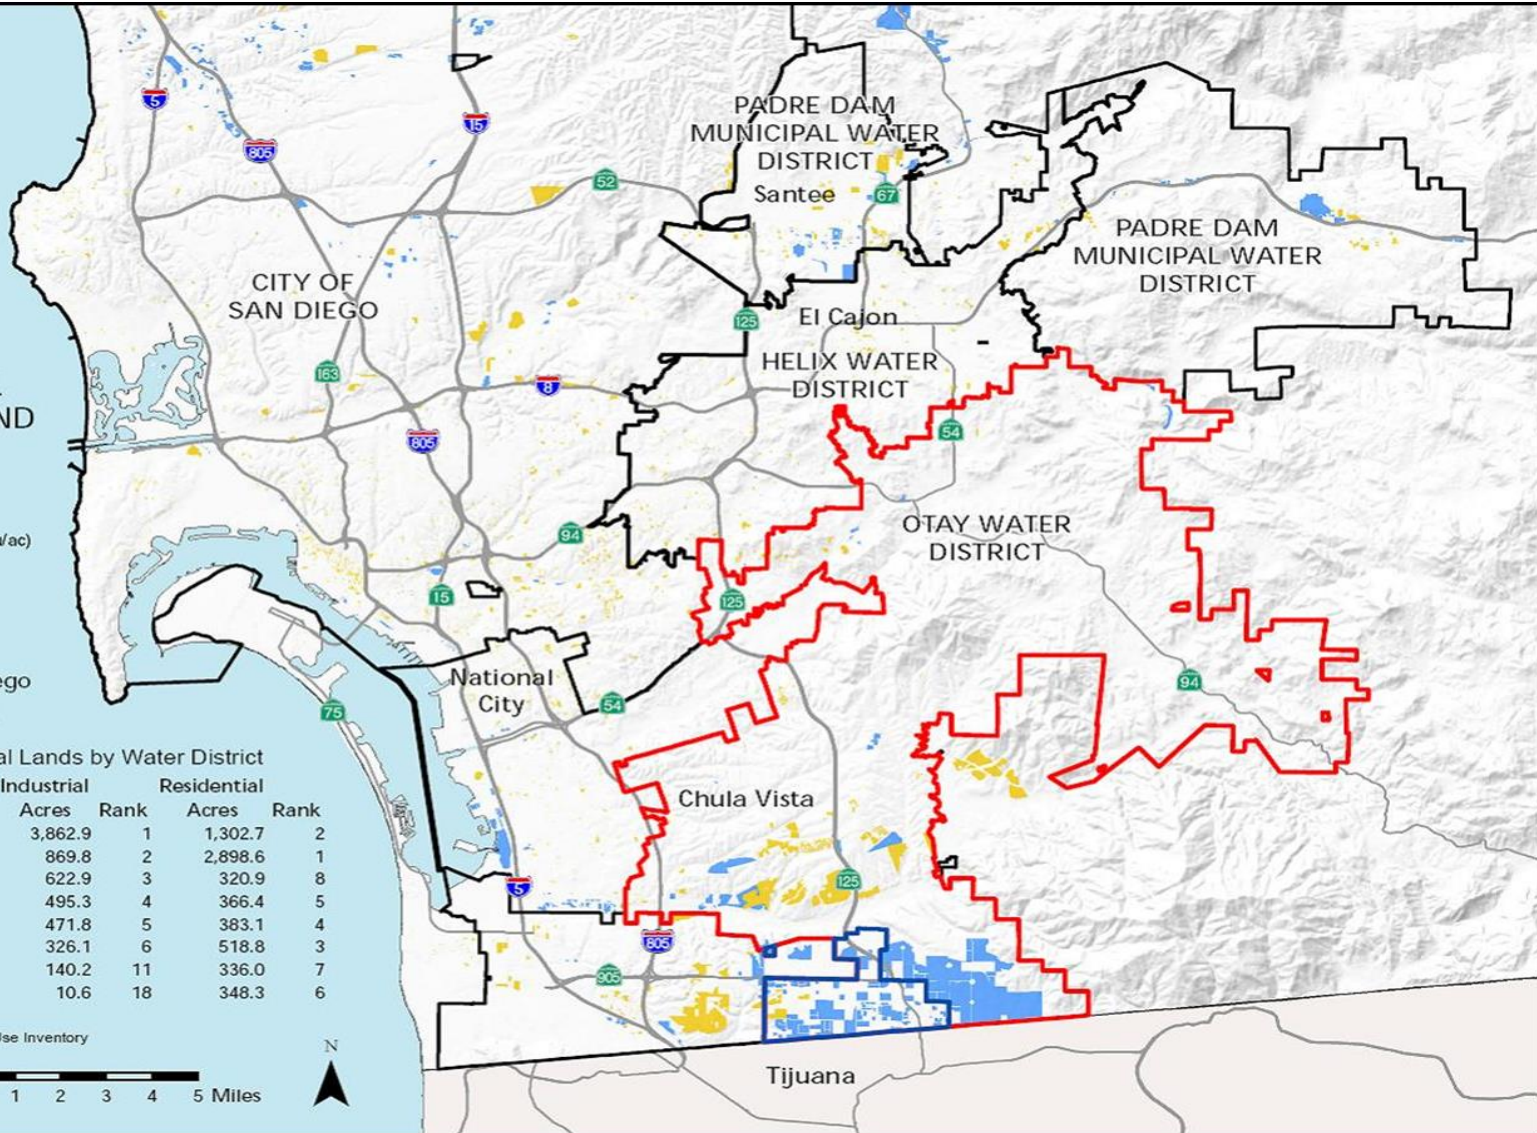 5
15
805
PADRE DAM
MUNICIPAL WATER
DISTRICT
Santee
52
67
PADRE DAM
MUNICIPAL WATER
DISTRICT
CITY OF
SAN DIEGO
125
El Cajon
163
8
HELIX WATER
DISTRICT
ND
805
54
94
OTAY WATER
DISTRICT
/ac)
15
125
National
City
ego
54
94
75
al Lands by Water District
Industrial Residential
Acres Rank Acres Rank
3,862.9 1 1,302.7 2
869.8 2 2,898.6 1
622.9 3 320.9 8
495.3 4 366.4 5
471.8 5 383.1 4
326.1 6 518.8 3
140.2 11 336.0 7
10.6 18 348.3 6
Chula Vista
125
5
805
905
Use Inventory
N
1 2 3 4 5 Miles
Tijuana